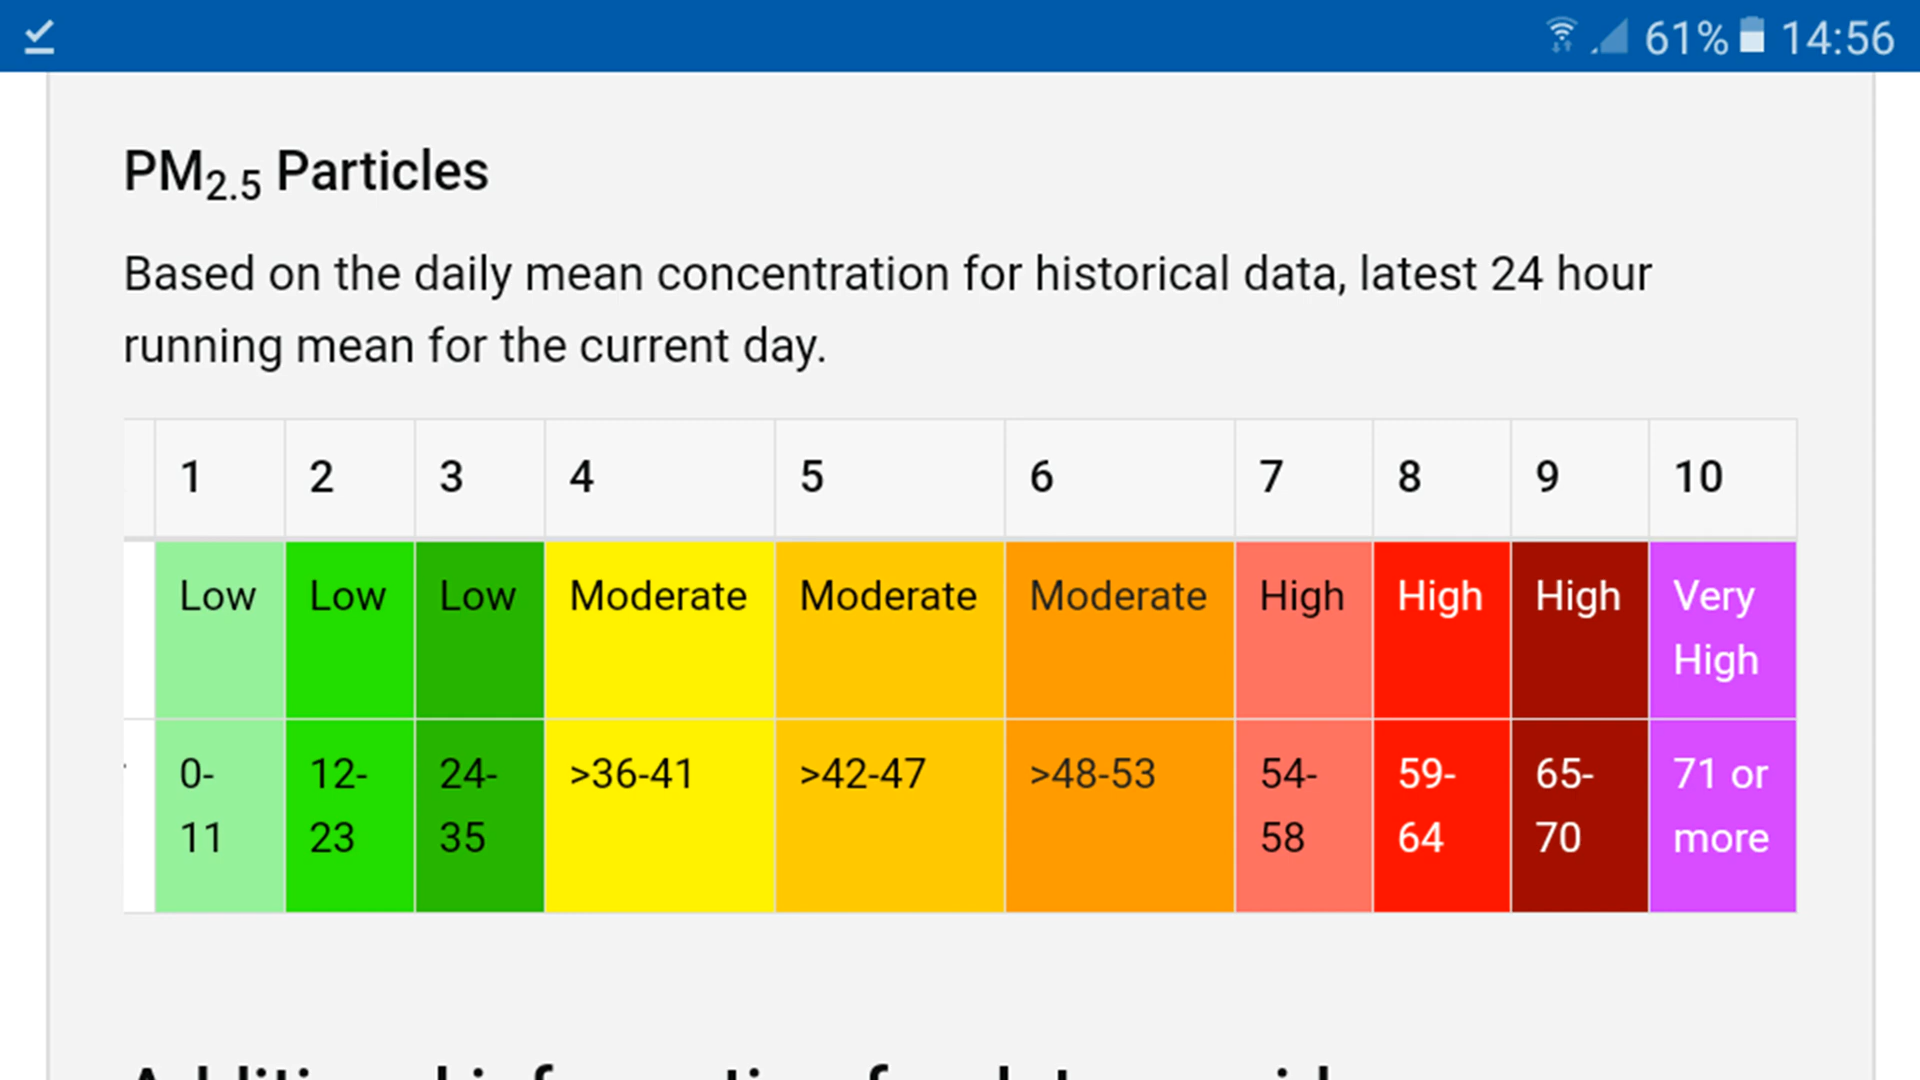 61% 14:56
PM2.5 Particles
Based on the daily mean concentration for historical data, latest 24 hour
running mean for the current day.
1 2 3 4 5 6 7 8 9 10
Low Low Low Moderate Moderate Moderate High High High Very
High
0- 12- 24- >36-41 >42-47 >48-53 54- 59- 65- 71 or
11 23 35 58 64 70 more